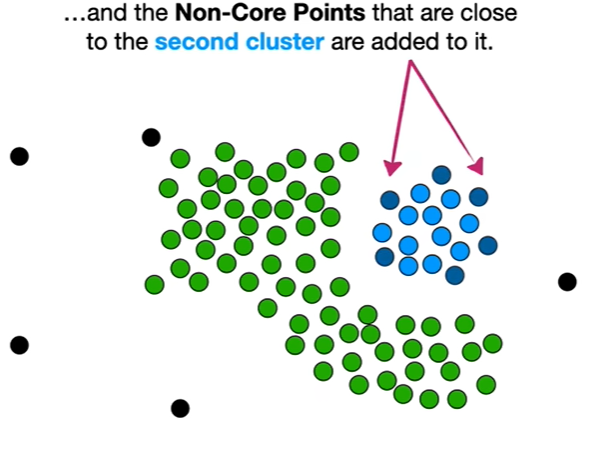 ...and the Non-Core Points that are close
to the second cluster are added to it.